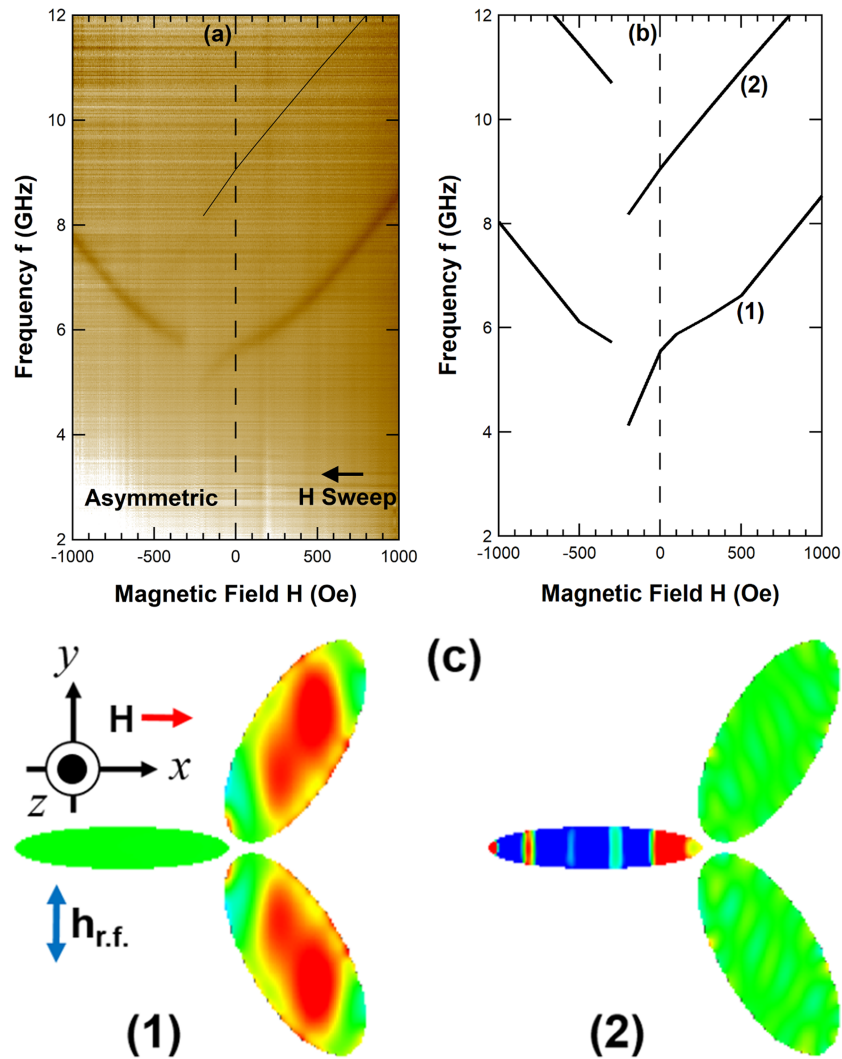 (a)
12
10
8
6
4
2
Frequency f (GHz)
Asymmetric
H Sweep
-1000
-500
0
500
1000
Magnetic Field H (Oe)
(b)
(2)
(1)
12
10
8
6
4
2
Frequency f (GHz)
-1000
-500
0
500
1000
Magnetic Field H (Oe)
(c)
y
H
x
z
h r.f.
(1)
(2)